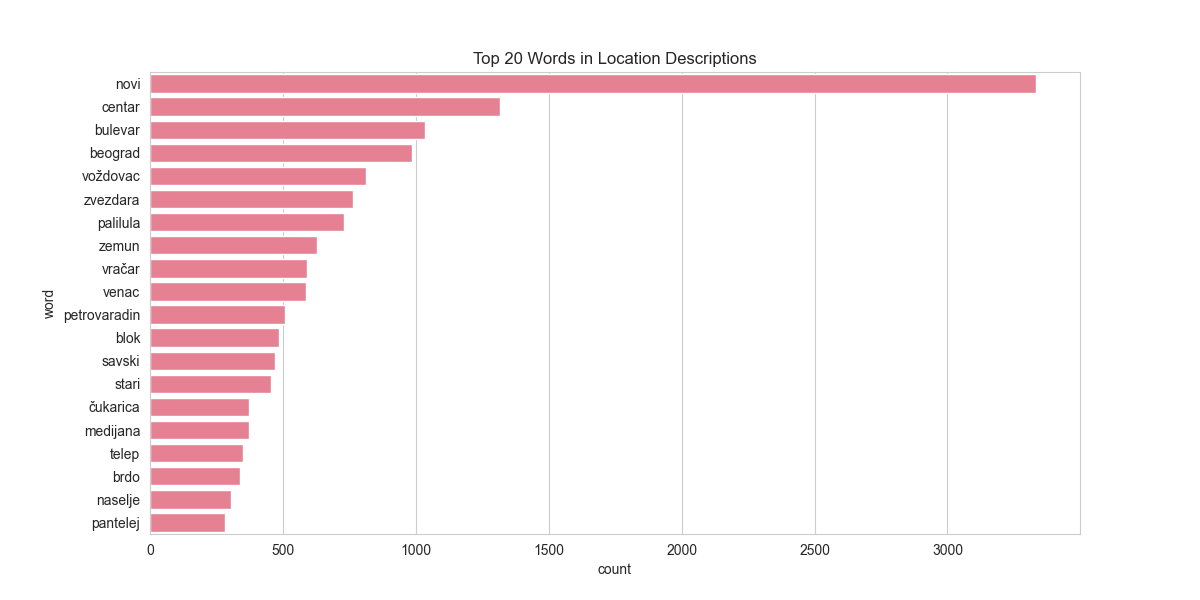 Top 20 Words in Location Descriptions
novi
centar
bulevar
beograd
voždovac
zvezdara
palilula
zemun
vračar
venac
petrovaradin
blok
savski
stari
čukarica
medijana
telep
brdo
naselje
pantelej
word
0 500 1000 1500 2000 2500 3000
count